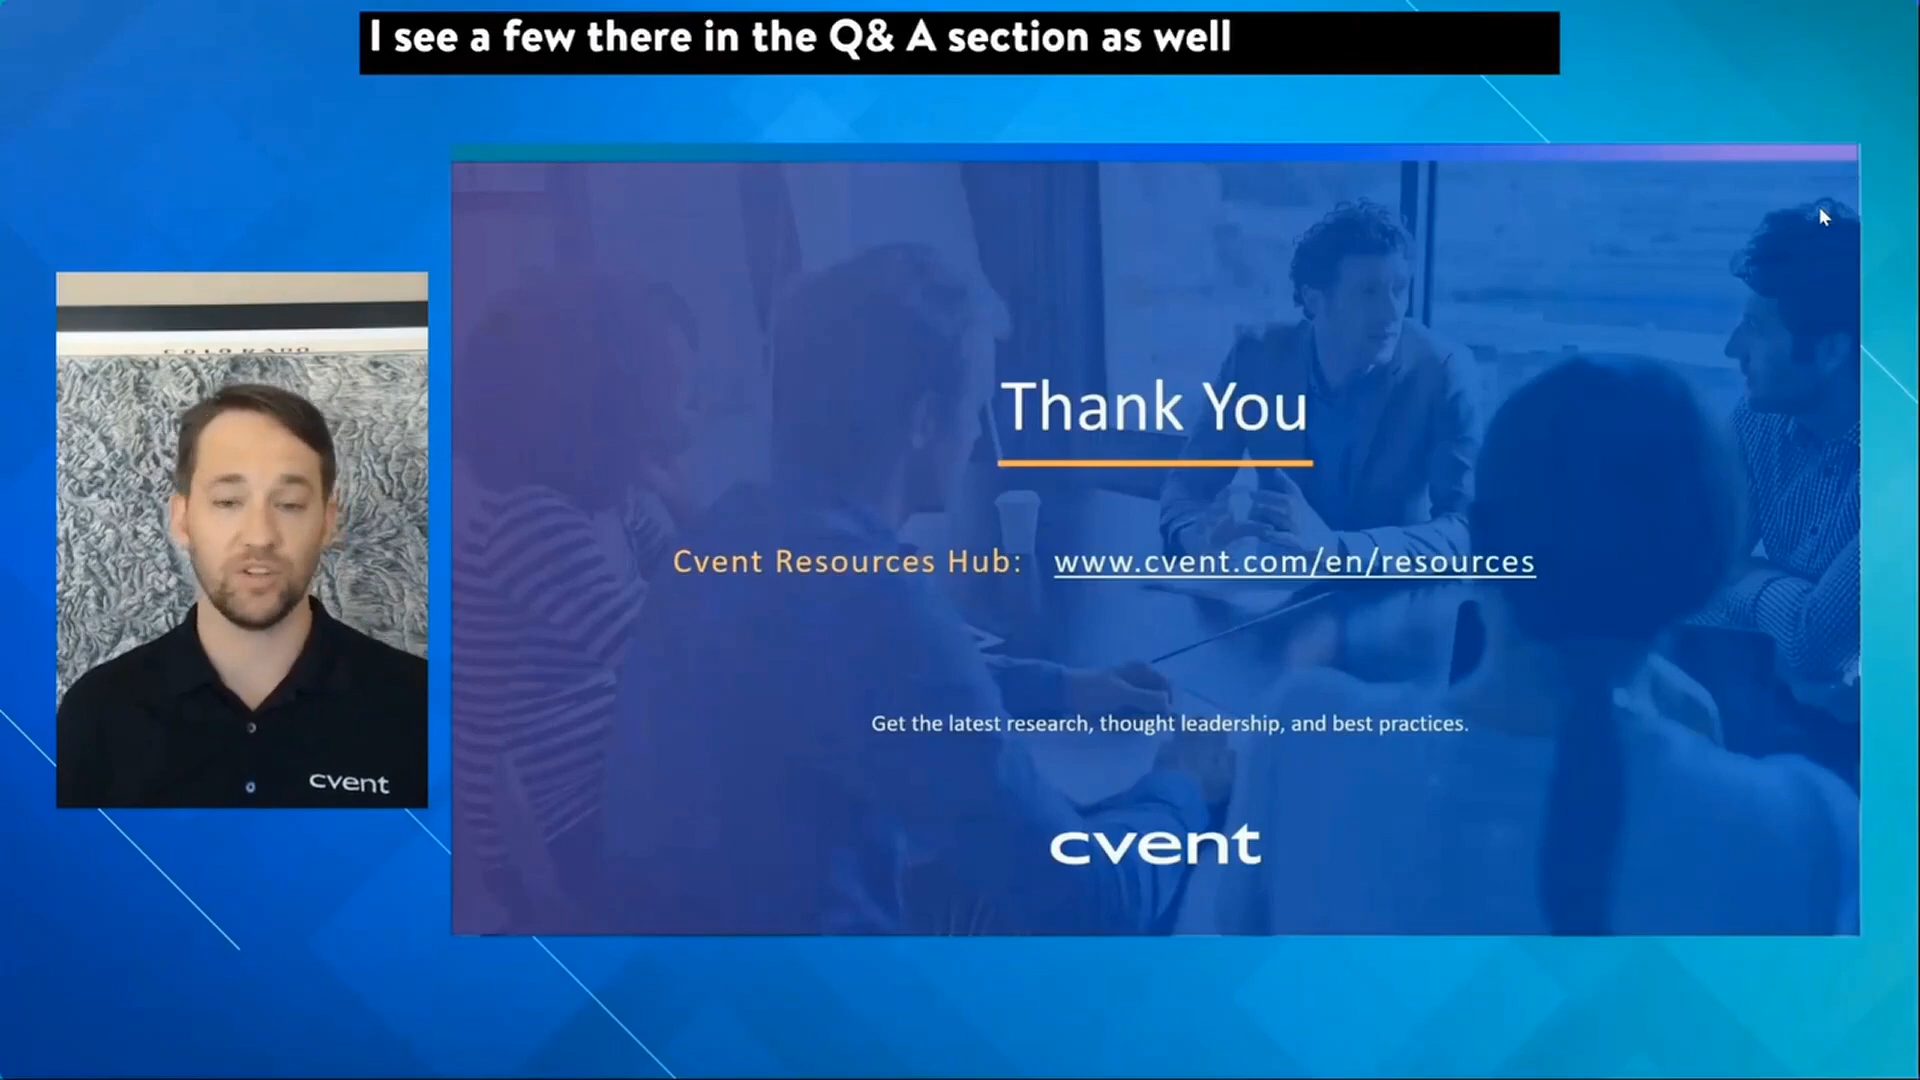 I see a few there in the Q& A section as well
COLORADO
Thank You
Cvent Resources Hub: www.cvent.com/en/resources
Get the latest research, thought leadership, and best practices.
cvent
cvent